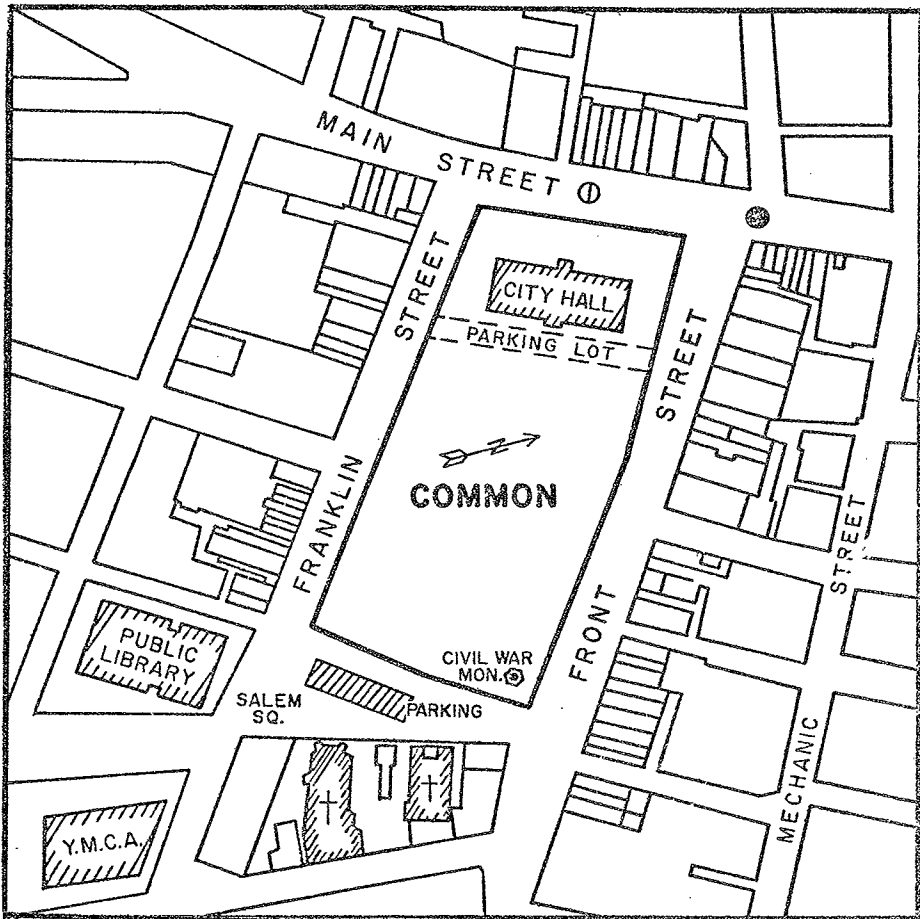 MAIN
STREET
CITY HALL
PARKING LOT
STREET
STREET
N
COMMON
FRANKLIN
FRONT
STREET
PUBLIC
LIBRARY
CIVIL WAR
MON.
SALEM
SQ.
PARKING
MECHANIC
Y.M.C.A.